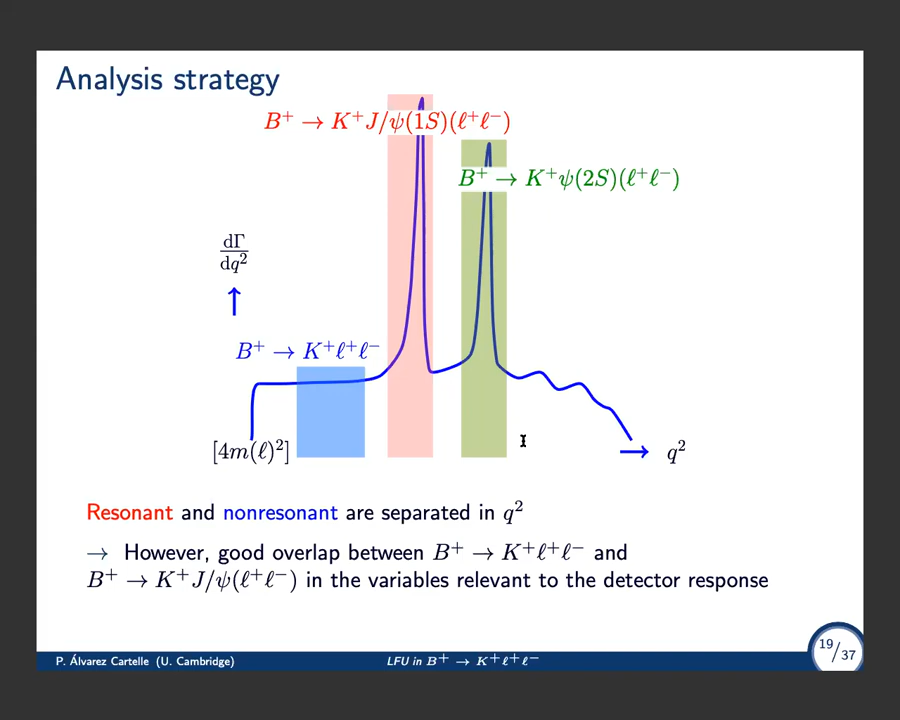 Analysis strategy
B⁺ → K⁺J/ψ(1S)(ℓ⁺ℓ⁻)
B⁺ → K⁺ψ(2S)(ℓ⁺ℓ⁻)
dΓ
dq²
B⁺ → K⁺ℓ⁺ℓ⁻
[4m(ℓ)²]
q²
Resonant and nonresonant are separated in q²
→ However, good overlap between B⁺ → K⁺ℓ⁺ℓ⁻ and
B⁺ → K⁺J/ψ(ℓ⁺ℓ⁻) in the variables relevant to the detector response
P. Álvarez Cartelle (U. Cambridge)
LFU in B⁺ → K⁺ℓ⁺ℓ⁻
19/37